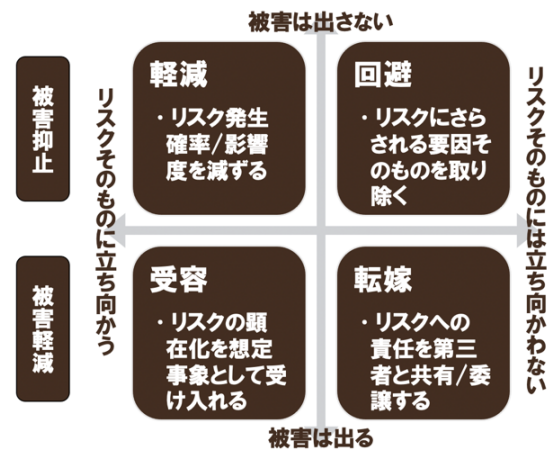 被害は出さない
被害抑止
リスクそのものに立ち向かう
軽減
・リスク発生
確率/影響
度を減ずる
回避
・リスクにさら
される要因そ
のものを取り
除く
リスクそのものには立ち向かわない
被害軽減
受容
・リスクの顕
在化を想定
事象として受
け入れる
転嫁
・リスクへの
責任を第三
者と共有/委
譲する
被害は出る